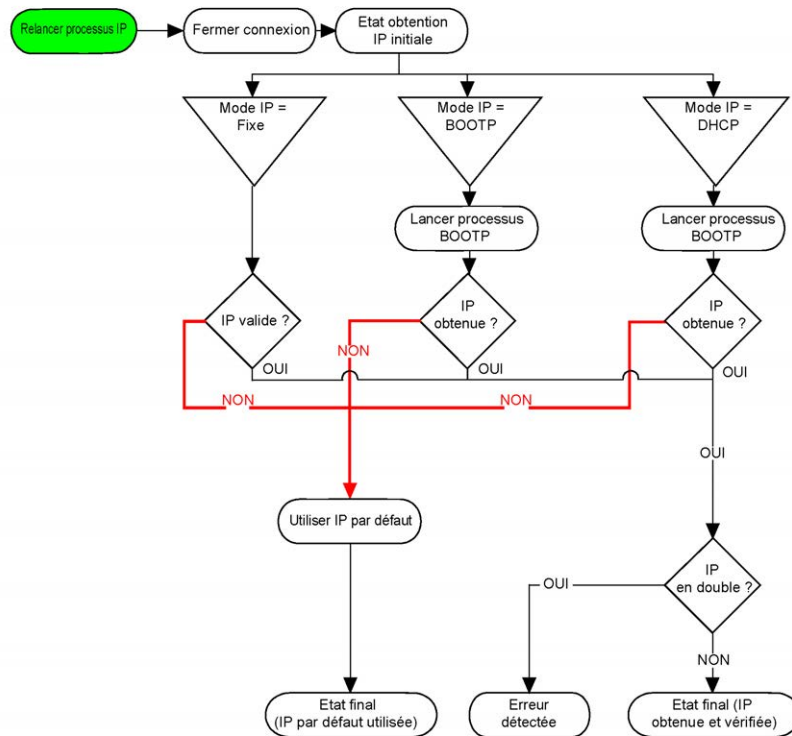 Relancer processus IP
Fermer connexion
Etat obtention
IP initiale
Mode IP =
Fixe
Mode IP =
BOOTP
Mode IP =
DHCP
Lancer processus
BOOTP
Lancer processus
BOOTP
IP valide ?
IP
obtenue ?
IP
obtenue ?
NON
OUI
OUI
OUI
NON
NON
OUI
Utiliser IP par défaut
IP
en double ?
OUI
NON
Etat final
(IP par défaut utilisée)
Erreur
détectée
Etat final (IP
obtenue et vérifiée)